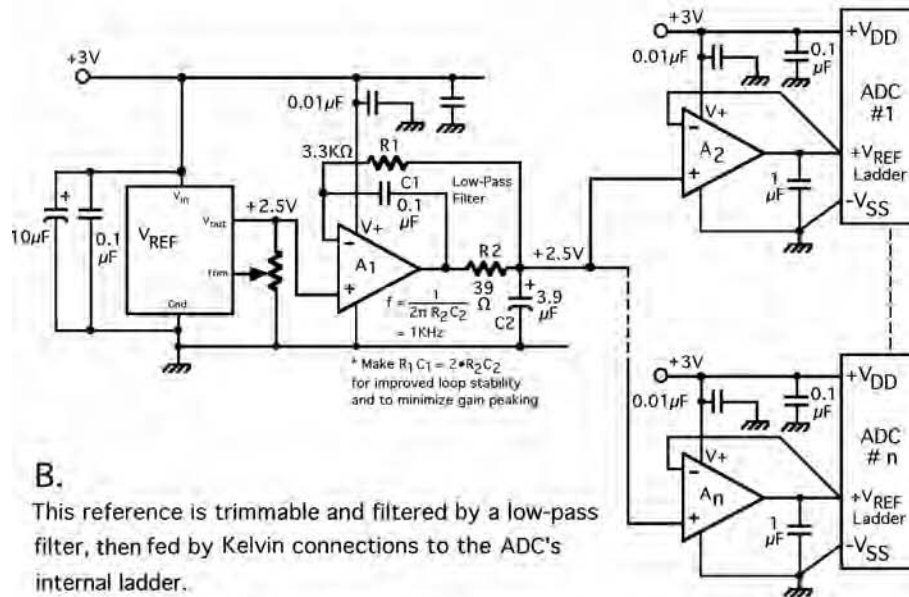 +3V
0.01µF
3.3KΩ
R1
C1
0.1
µF
Low-Pass
Filter
V+
10µF
+
0.1
µF
Vin
VREF
VOUT
trim
Gnd
+2.5V
−
+
A1
R2
39
Ω
+2.5V
+
3.9
µF
C2
f = 1
2π R2C2
= 1KHz
* Make R1C1 = 2•R2C2
for improved loop stability
and to minimize gain peaking
+3V
0.01µF
0.1
µF
+VDD
ADC
#1
V+
−
+
A2
+VREF
Ladder
1
µF
-VSS
+3V
0.01µF
0.1
µF
+VDD
ADC
# n
V+
−
+
An
+VREF
Ladder
1
µF
-VSS
B.
This reference is trimmable and filtered by a low-pass
filter, then fed by Kelvin connections to the ADC's
internal ladder.